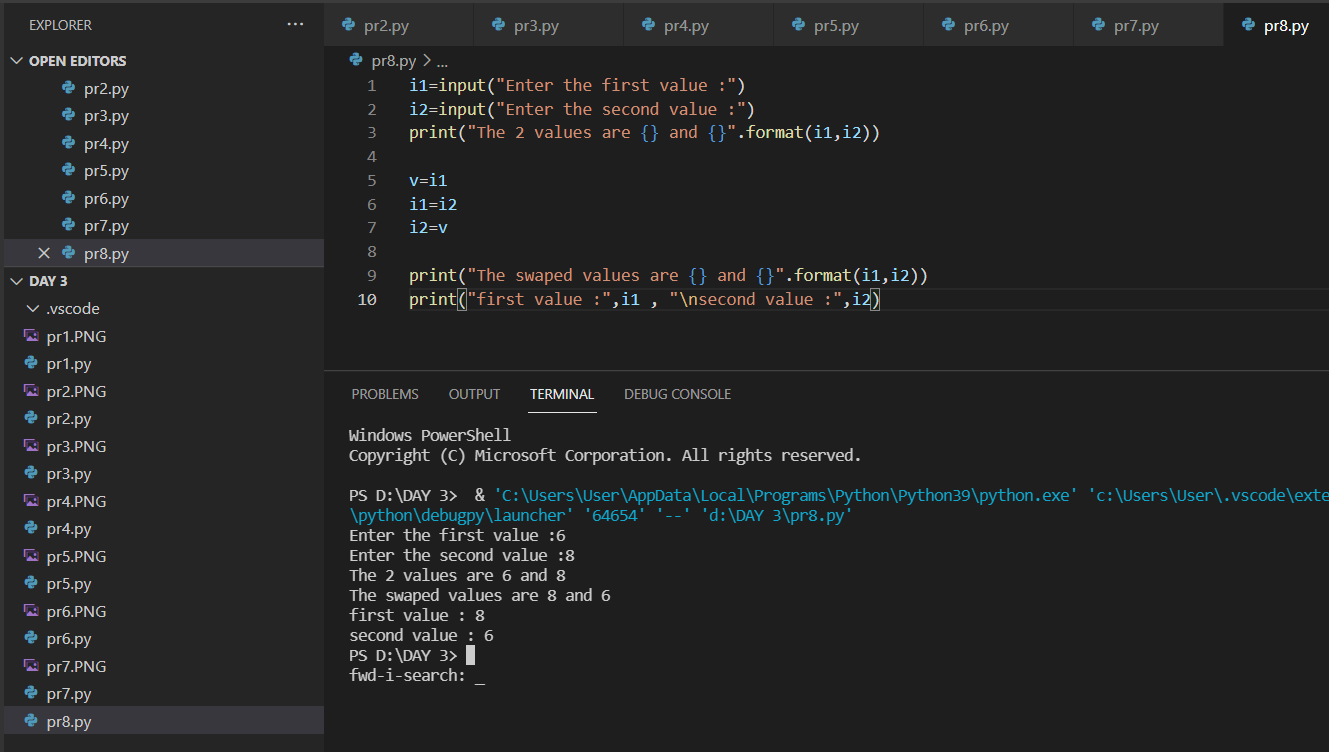 EXPLORER ...
OPEN EDITORS
pr2.py
pr3.py
pr4.py
pr5.py
pr6.py
pr7.py
pr8.py
DAY 3
.vscode
pr1.PNG
pr1.py
pr2.PNG
pr2.py
pr3.PNG
pr3.py
pr4.PNG
pr4.py
pr5.PNG
pr5.py
pr6.PNG
pr6.py
pr7.PNG
pr7.py
pr8.py
pr2.py pr3.py pr4.py pr5.py pr6.py pr7.py pr8.py
pr8.py > ...
1 i1=input("Enter the first value :")
2 i2=input("Enter the second value :")
3 print("The 2 values are {} and {}".format(i1,i2))
4
5 v=i1
6 i1=i2
7 i2=v
8
9 print("The swaped values are {} and {}".format(i1,i2))
10 print("first value :",i1 , "\nsecond value :",i2)
PROBLEMS OUTPUT TERMINAL DEBUG CONSOLE
Windows PowerShell
Copyright (C) Microsoft Corporation. All rights reserved.
PS D:\DAY 3>  & 'C:\Users\User\AppData\Local\Programs\Python\Python39\python.exe' 'c:\Users\User\.vscode\exte
\python\debugpy\launcher' '64654' '--' 'd:\DAY 3\pr8.py'
Enter the first value :6
Enter the second value :8
The 2 values are 6 and 8
The swaped values are 8 and 6
first value : 8
second value : 6
PS D:\DAY 3>
fwd-i-search: _